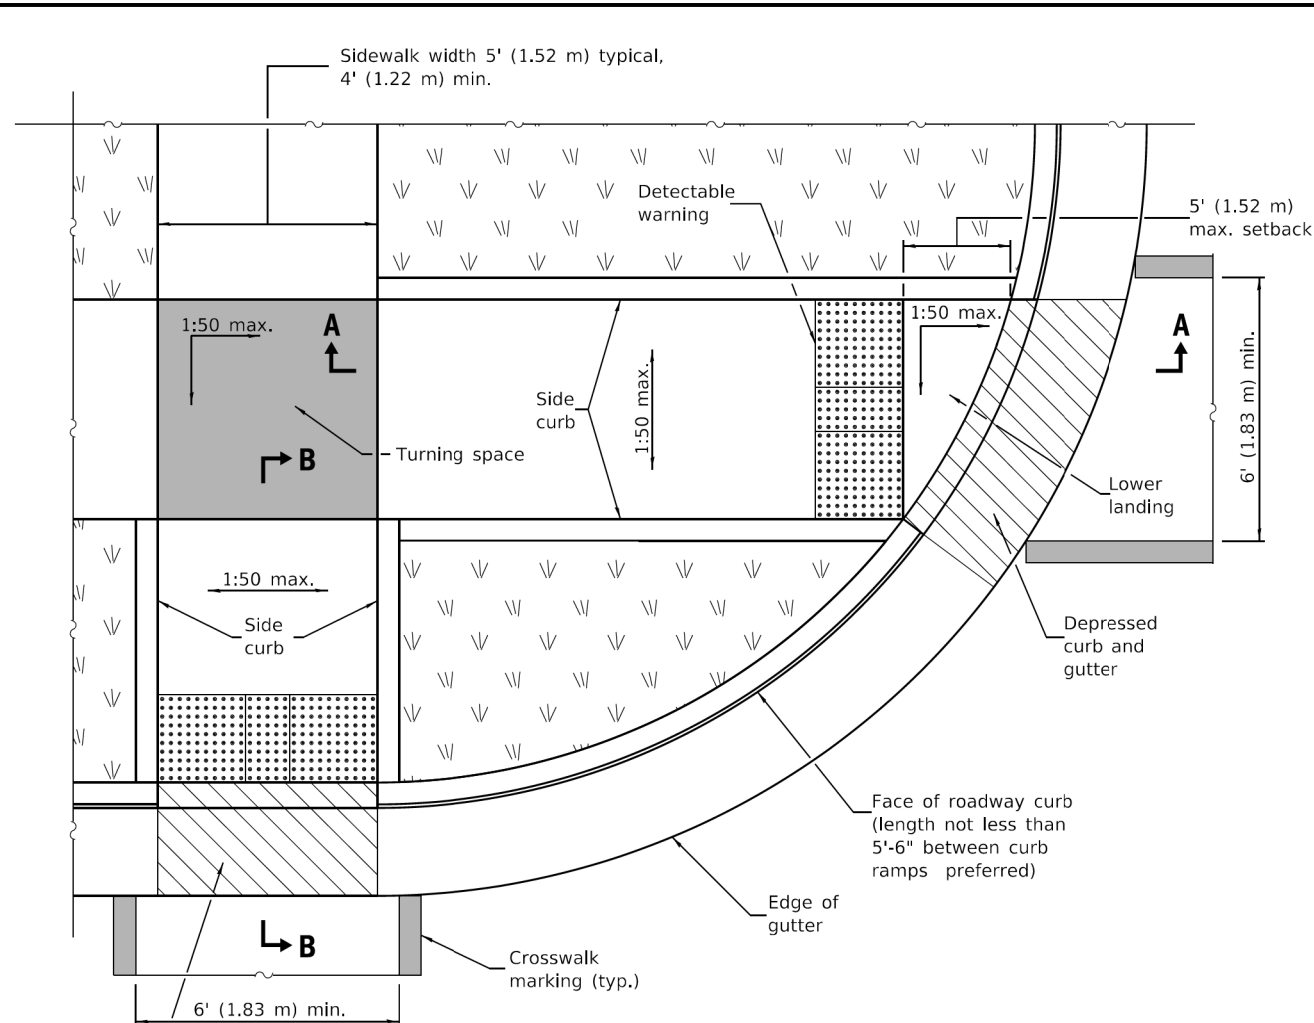 Sidewalk width 5' (1.52 m) typical,
4' (1.22 m) min.
Detectable
warning
5' (1.52 m)
max. setback
1:50 max.
A
1:50 max.
A
Side
curb
1:50 max.
6' (1.83 m) min.
B
Turning space
Lower
landing
1:50 max.
Side
curb
Depressed
curb and
gutter
Face of roadway curb
(length not less than
5'-6" between curb
ramps preferred)
Edge of
gutter
B
Crosswalk
marking (typ.)
6' (1.83 m) min.